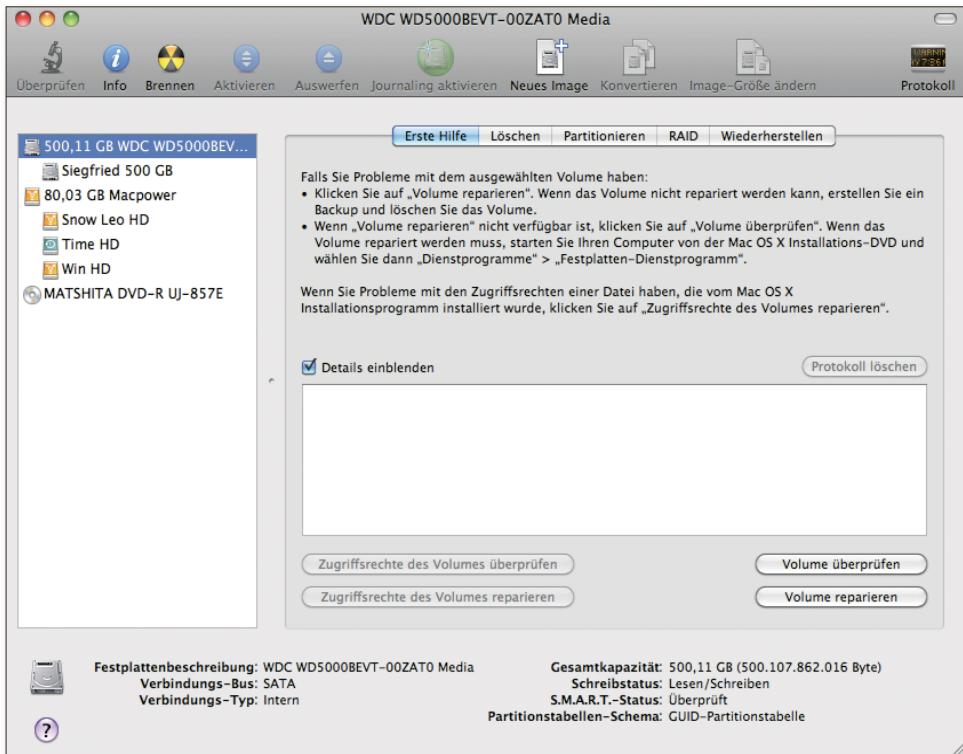 WDC WD5000BEVT-00ZAT0 Media
Überprüfen Info Brennen Aktivieren Auswerfen Journaling aktivieren Neues Image Konvertieren Image-Größe ändern Protokoll
500,11 GB WDC WD5000BEV...
Siegfried 500 GB
80,03 GB Macpower
Snow Leo HD
Time HD
Win HD
MATSHITA DVD-R UJ-857E
Erste Hilfe Löschen Partitionieren RAID Wiederherstellen
Falls Sie Probleme mit dem ausgewählten Volume haben:
• Klicken Sie auf „Volume reparieren“. Wenn das Volume nicht repariert werden kann, erstellen Sie ein
Backup und löschen Sie das Volume.
• Wenn „Volume reparieren“ nicht verfügbar ist, klicken Sie auf „Volume überprüfen“. Wenn das
Volume repariert werden muss, starten Sie Ihren Computer von der Mac OS X Installations-DVD und
wählen Sie dann „Dienstprogramme“ > „Festplatten-Dienstprogramm“.
Wenn Sie Probleme mit den Zugriffsrechten einer Datei haben, die vom Mac OS X
Installationsprogramm installiert wurde, klicken Sie auf „Zugriffsrechte des Volumes reparieren“.
Details einblenden
Protokoll löschen
Zugriffsrechte des Volumes überprüfen
Volume überprüfen
Zugriffsrechte des Volumes reparieren
Volume reparieren
Festplattenbeschreibung: WDC WD5000BEVT-00ZAT0 Media
Verbindungs-Bus: SATA
Verbindungs-Typ: Intern
Gesamtkapazität: 500,11 GB (500.107.862.016 Byte)
Schreibstatus: Lesen/Schreiben
S.M.A.R.T.-Status: Überprüft
Partitionstabellen-Schema: GUID-Partitionstabelle
?